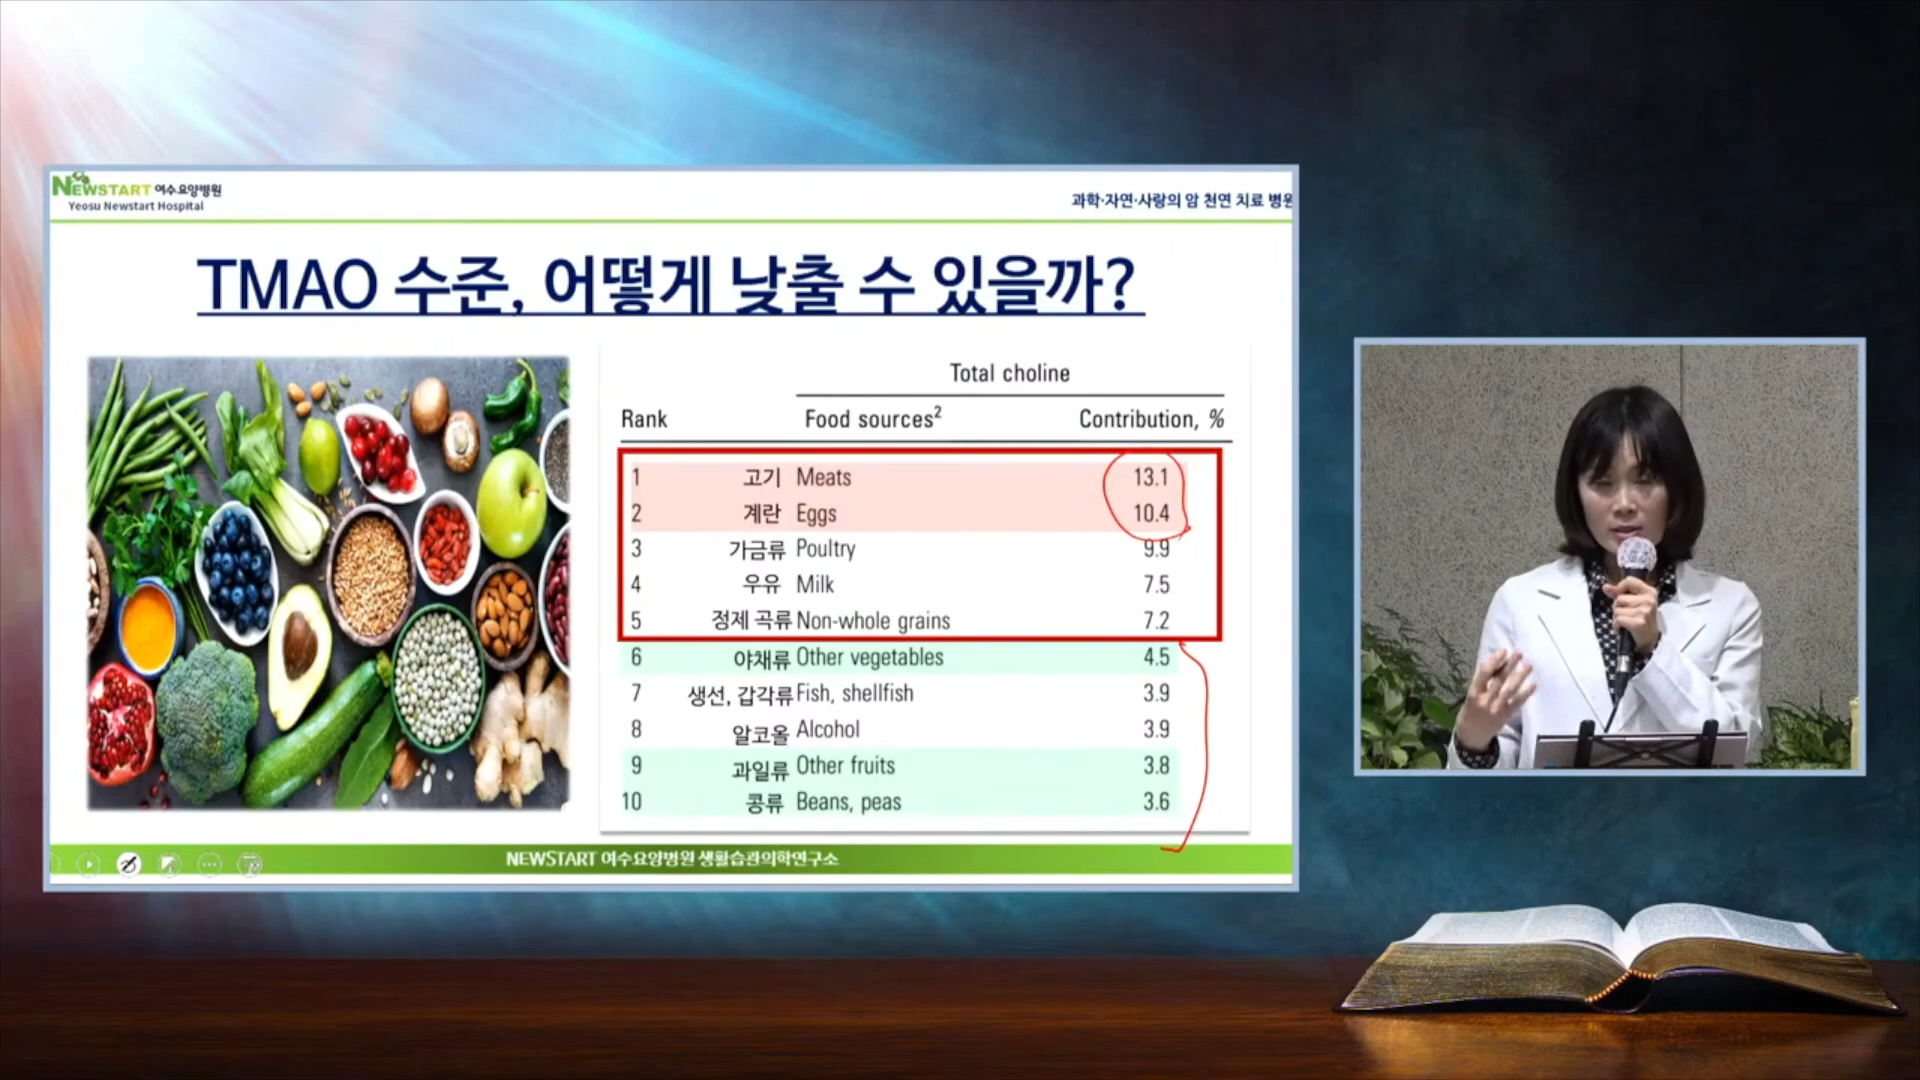 NEWSTART 여수요양병원
Yeosu Newstart Hospital
과학·자연·사랑의 암 천연 치료 병원
TMAO 수준, 어떻게 낮출 수 있을까?
Total choline
Rank Food sources2 Contribution, %
1 고기 Meats 13.1
2 계란 Eggs 10.4
3 가금류 Poultry 9.9
4 우유 Milk 7.5
5 정제 곡류 Non-whole grains 7.2
6 야채류 Other vegetables 4.5
7 생선, 갑각류 Fish, shellfish 3.9
8 알코올 Alcohol 3.9
9 과일류 Other fruits 3.8
10 콩류 Beans, peas 3.6
NEWSTART 여수요양병원 생활습관의학연구소